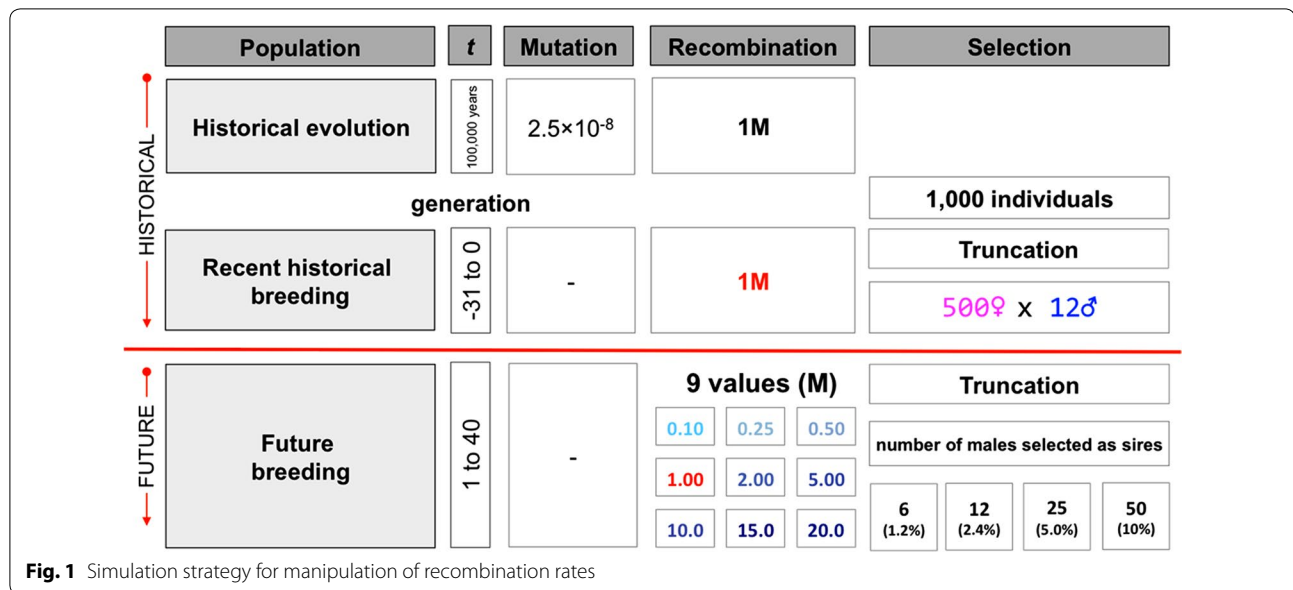 Population t Mutation Recombination Selection
HISTORICAL
Historical evolution
100,000 years
2.5×10⁻⁸
1M
generation
1,000 individuals
Recent historical
breeding
-31 to 0
-
1M
Truncation
500♀ x 12♂
FUTURE
Future
breeding
1 to 40
-
9 values (M)
0.10 0.25 0.50
1.00 2.00 5.00
10.0 15.0 20.0
Truncation
number of males selected as sires
6 12 25 50
(1.2%) (2.4%) (5.0%) (10%)
Fig. 1 Simulation strategy for manipulation of recombination rates